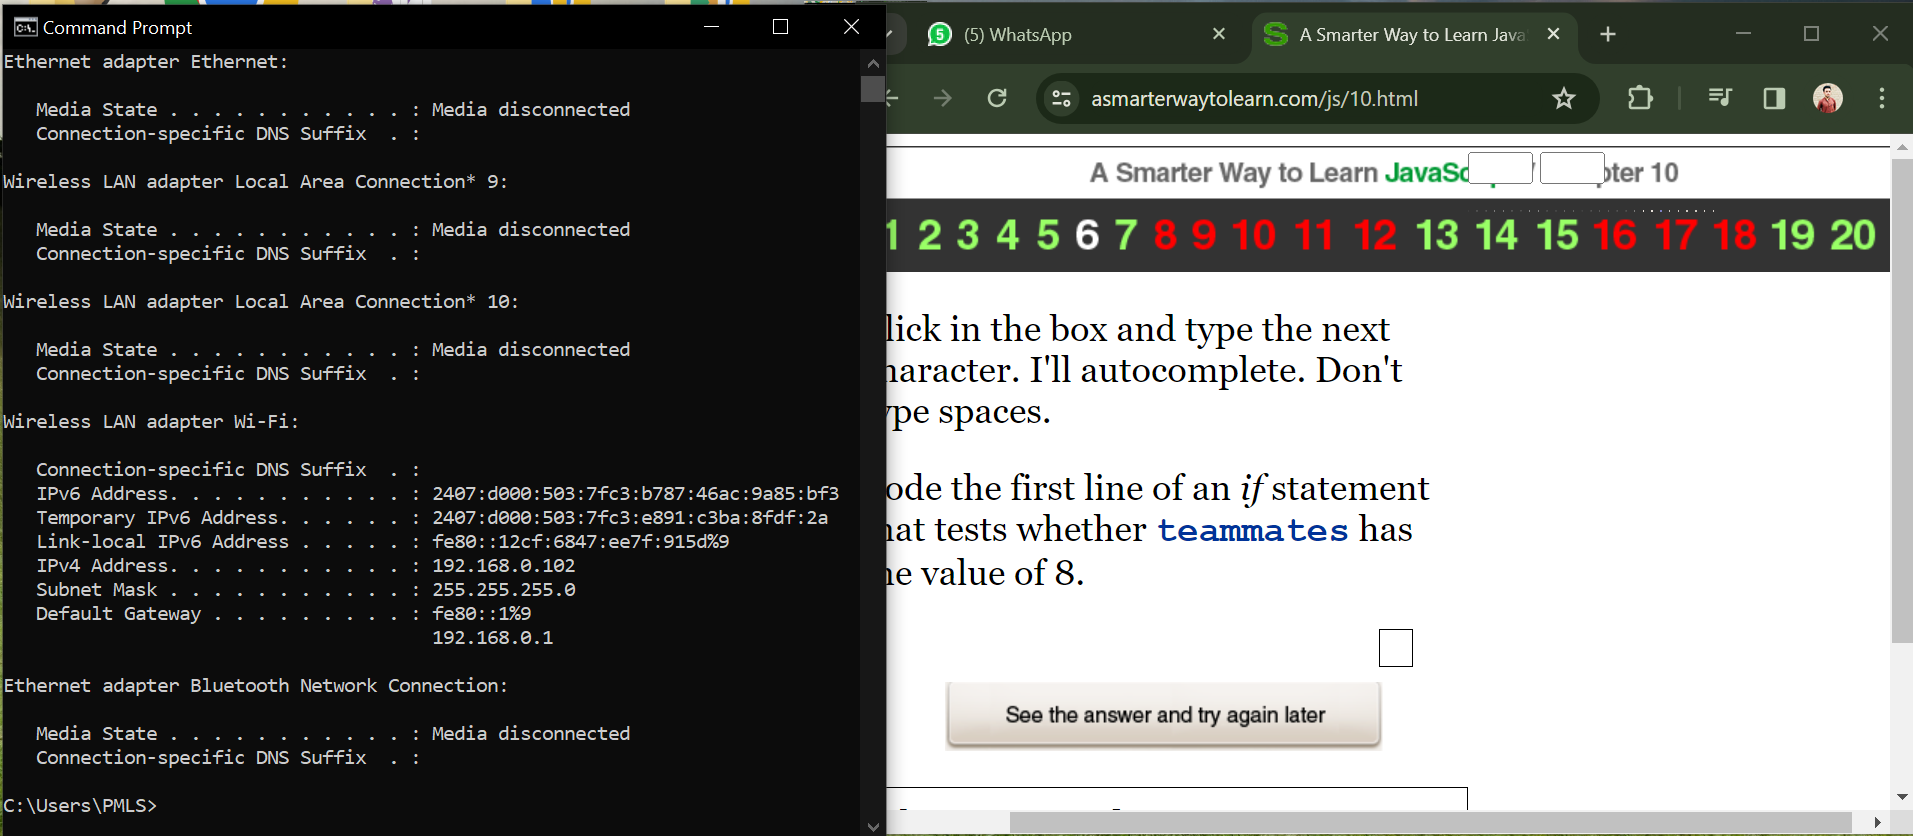 Command Prompt
Ethernet adapter Ethernet:
Media State . . . . . . . . . . . : Media disconnected
Connection-specific DNS Suffix  . :
Wireless LAN adapter Local Area Connection* 9:
Media State . . . . . . . . . . . : Media disconnected
Connection-specific DNS Suffix  . :
Wireless LAN adapter Local Area Connection* 10:
Media State . . . . . . . . . . . : Media disconnected
Connection-specific DNS Suffix  . :
Wireless LAN adapter Wi-Fi:
Connection-specific DNS Suffix  . :
IPv6 Address. . . . . . . . . . . : 2407:d000:503:7fc3:b787:46ac:9a85:bf3
Temporary IPv6 Address. . . . . . : 2407:d000:503:7fc3:e891:c3ba:8fdf:2a
Link-local IPv6 Address . . . . . : fe80::12cf:6847:ee7f:915d%9
IPv4 Address. . . . . . . . . . . : 192.168.0.102
Subnet Mask . . . . . . . . . . . : 255.255.255.0
Default Gateway . . . . . . . . . : fe80::1%9
192.168.0.1
Ethernet adapter Bluetooth Network Connection:
Media State . . . . . . . . . . . : Media disconnected
Connection-specific DNS Suffix  . :
C:\Users\PMLS>
5 (5) WhatsApp
S A Smarter Way to Learn Java
asmarterwaytolearn.com/js/10.html
A Smarter Way to Learn JavaSc pter 10
1 2 3 4 5 6 7 8 9 10 11 12 13 14 15 16 17 18 19 20
lick in the box and type the next
haracter. I'll autocomplete. Don't
ype spaces.
ode the first line of an if statement
hat tests whether teammates has
he value of 8.
See the answer and try again later